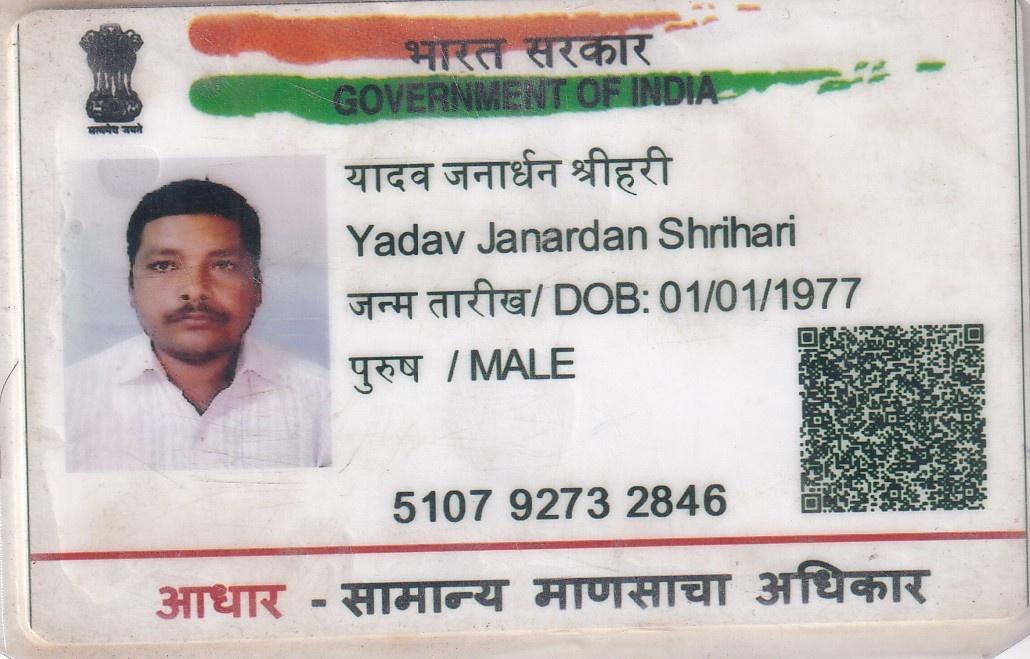 भारत सरकार
GOVERNMENT OF INDIA
सत्यमेव जयते
यादव जनार्धन श्रीहरी
Yadav Janardan Shrihari
जन्म तारीख/ DOB: 01/01/1977
पुरुष / MALE
5107 9273 2846
आधार - सामान्य माणसाचा अधिकार